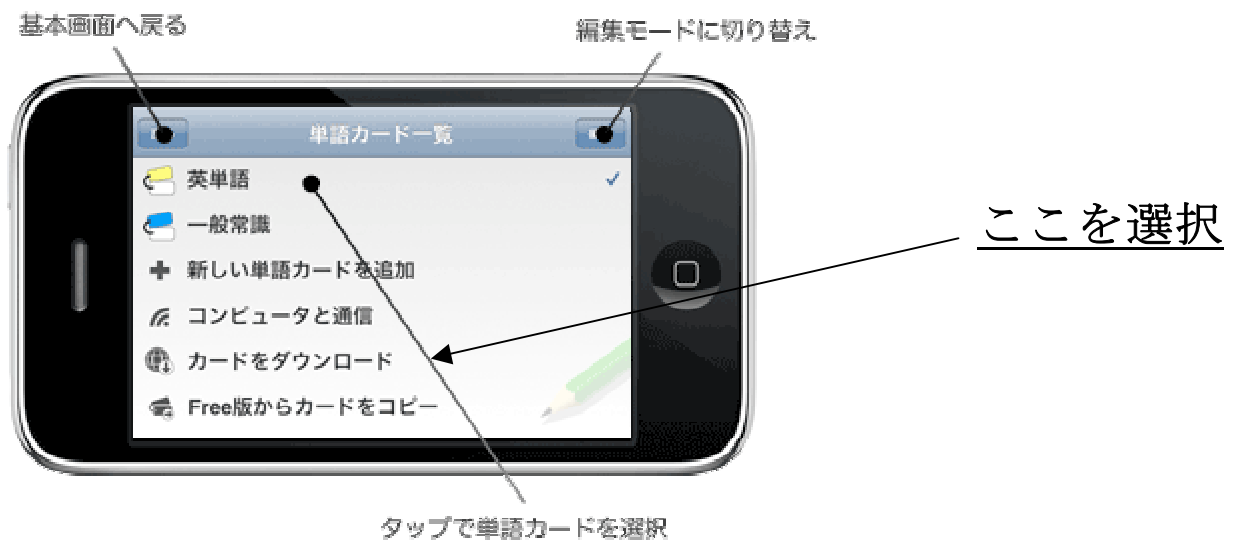 基本画面へ戻る
編集モードに切り替え
単語カード一覧
英単語
一般常識
新しい単語カードを追加
コンピュータと通信
カードをダウンロード
Free版からカードをコピー
ここを選択
タップで単語カードを選択